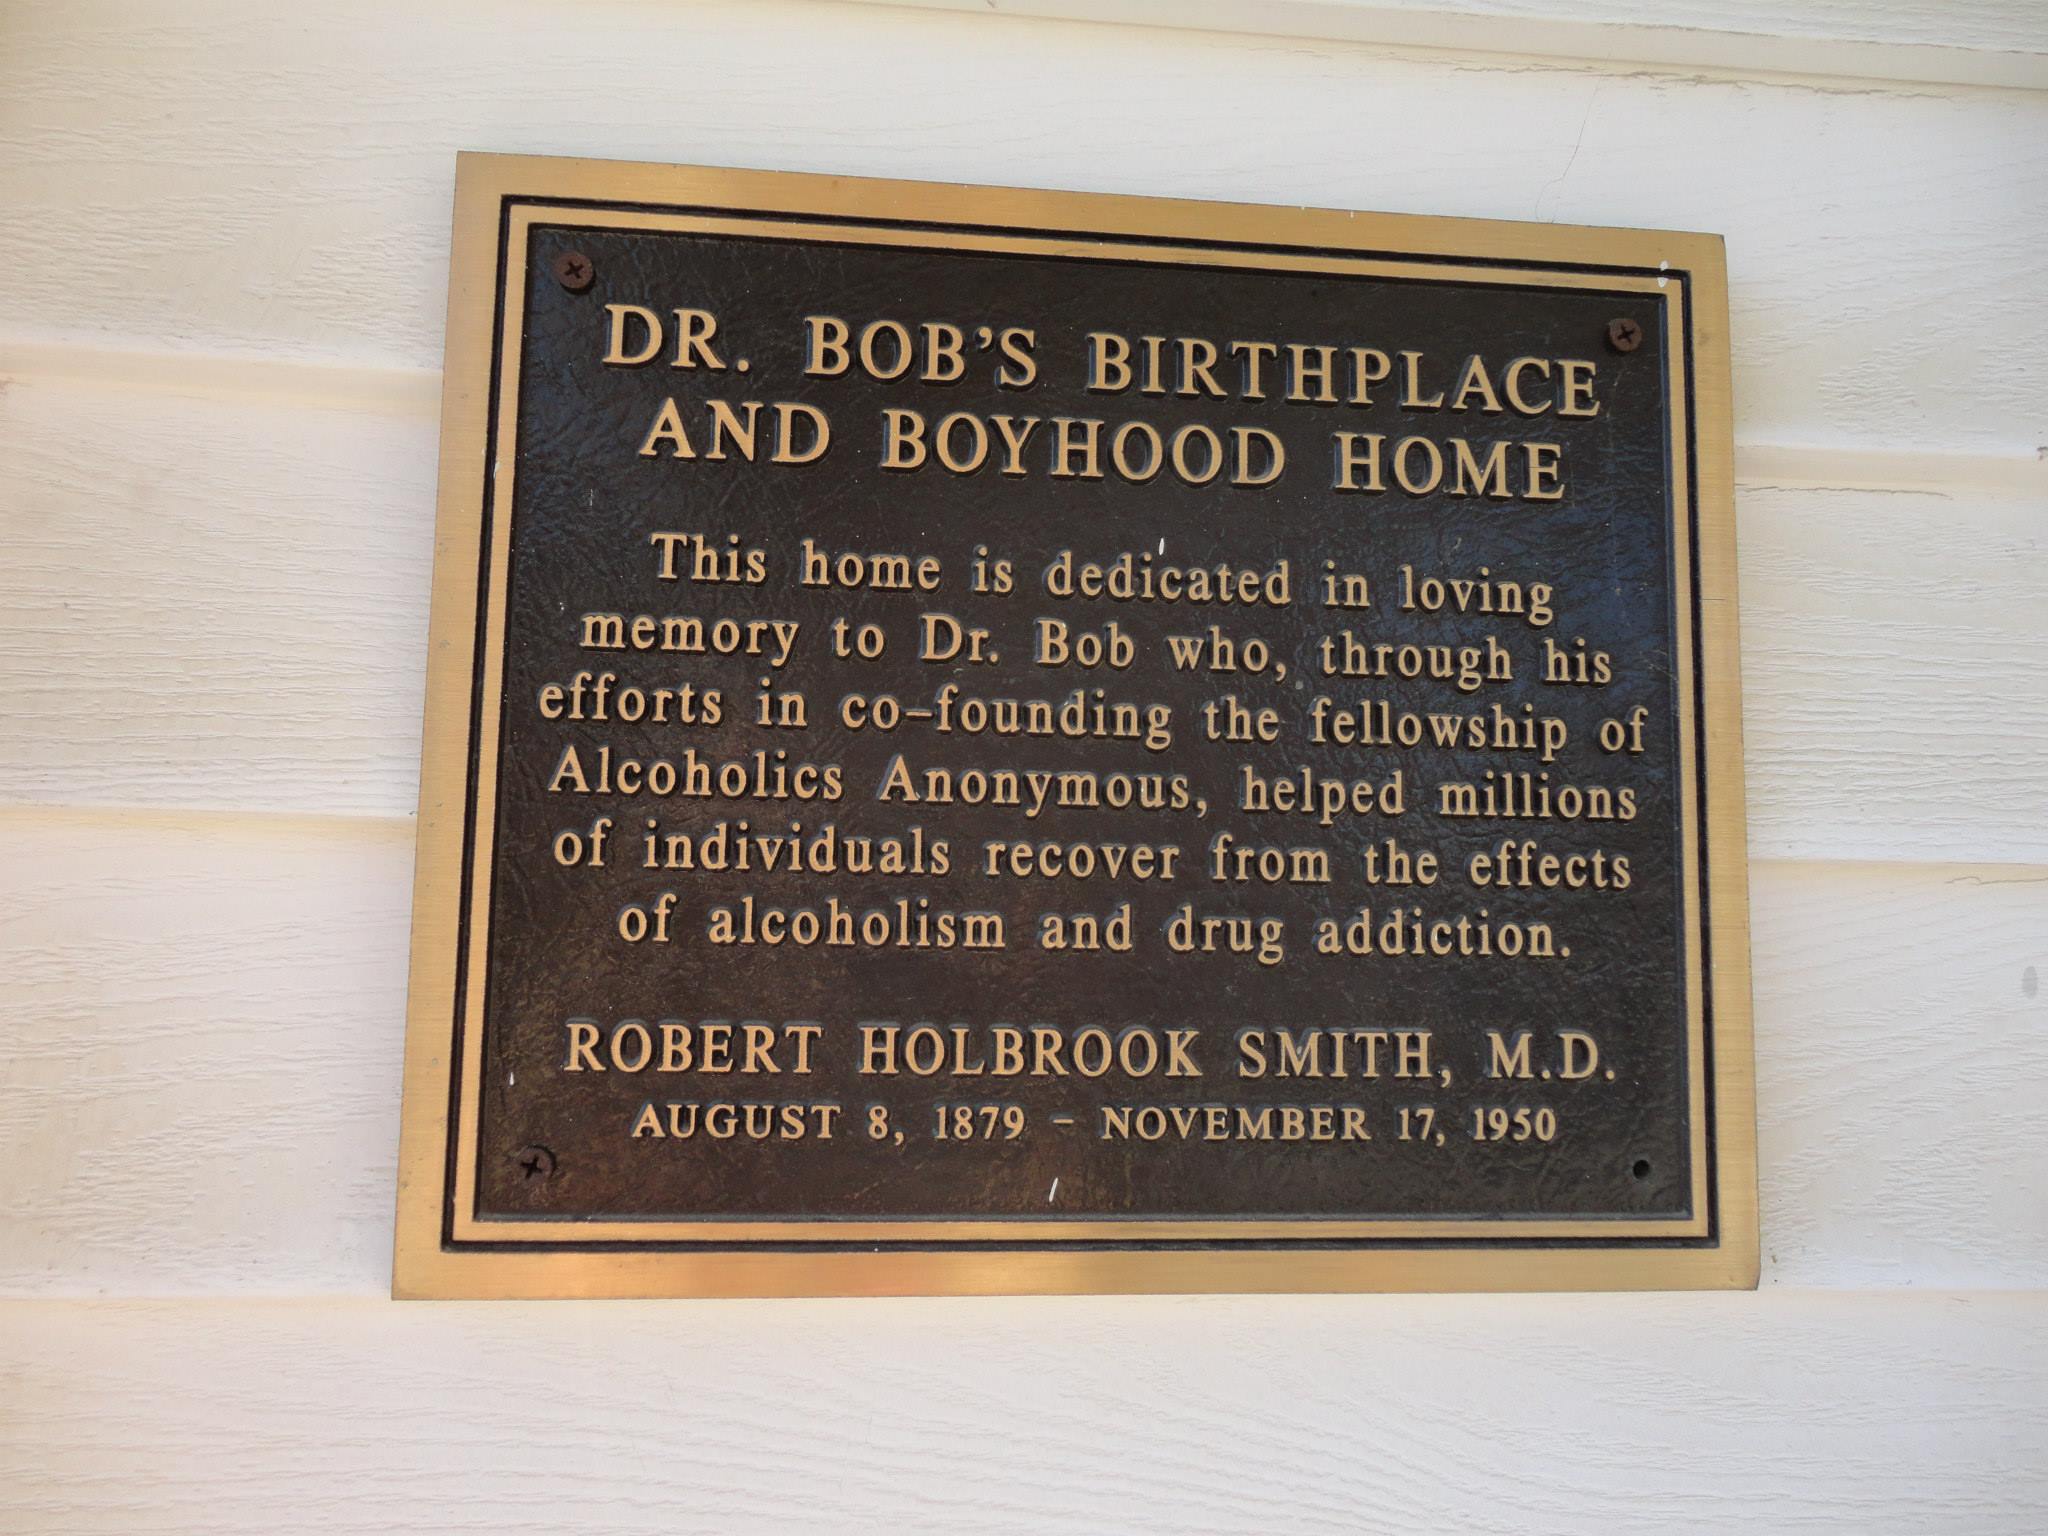 DR. BOB'S BIRTHPLACE
AND BOYHOOD HOME
This home is dedicated in loving
memory to Dr. Bob who, through his
efforts in co-founding the fellowship of
Alcoholics Anonymous, helped millions
of individuals recover from the effects
of alcoholism and drug addiction.
ROBERT HOLBROOK SMITH, M.D.
AUGUST 8, 1879 - NOVEMBER 17, 1950